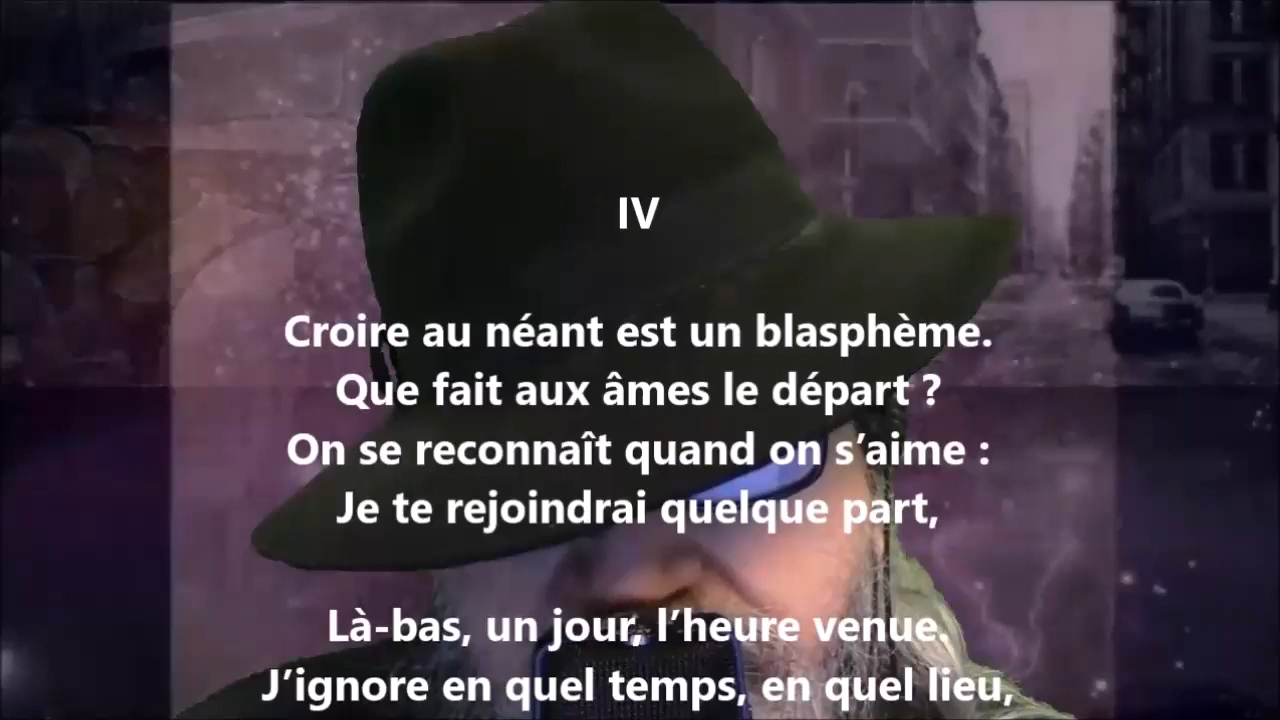 IV
Croire au néant est un blasphème.
Que fait aux âmes le départ ?
On se reconnaît quand on s’aime :
Je te rejoindrai quelque part,
Là-bas, un jour, l’heure venue.
J’ignore en quel temps, en quel lieu,